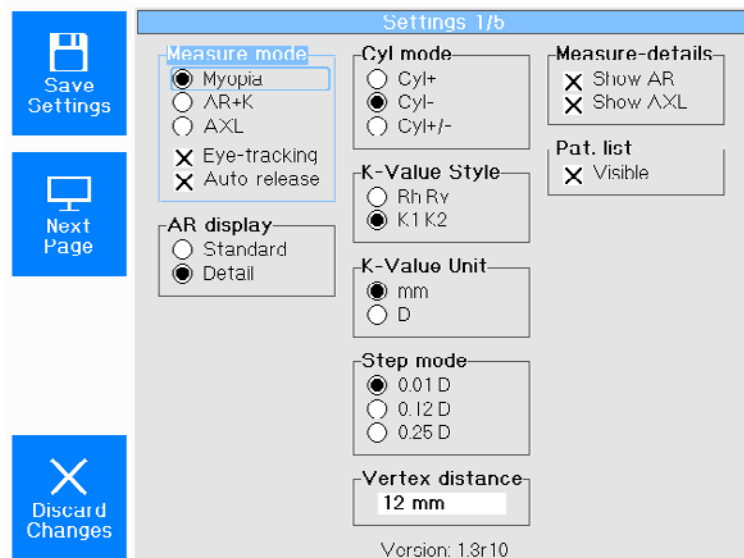 Settings 1/5
Save
Settings
Next
Page
Discard
Changes
Measure mode
Myopia
AR+K
AXL
Eye-tracking
Auto release
AR display
Standard
Detail
Cyl mode
Cyl+
Cyl-
Cyl+/-
K-Value Style
Rh Rv
K1 K2
K-Value Unit
mm
D
Step mode
0.01 D
0.12 D
0.25 D
Vertex distance
12 mm
Measure-details
Show AR
Show AXL
Pat. list
Visible
Version: 1.3r10